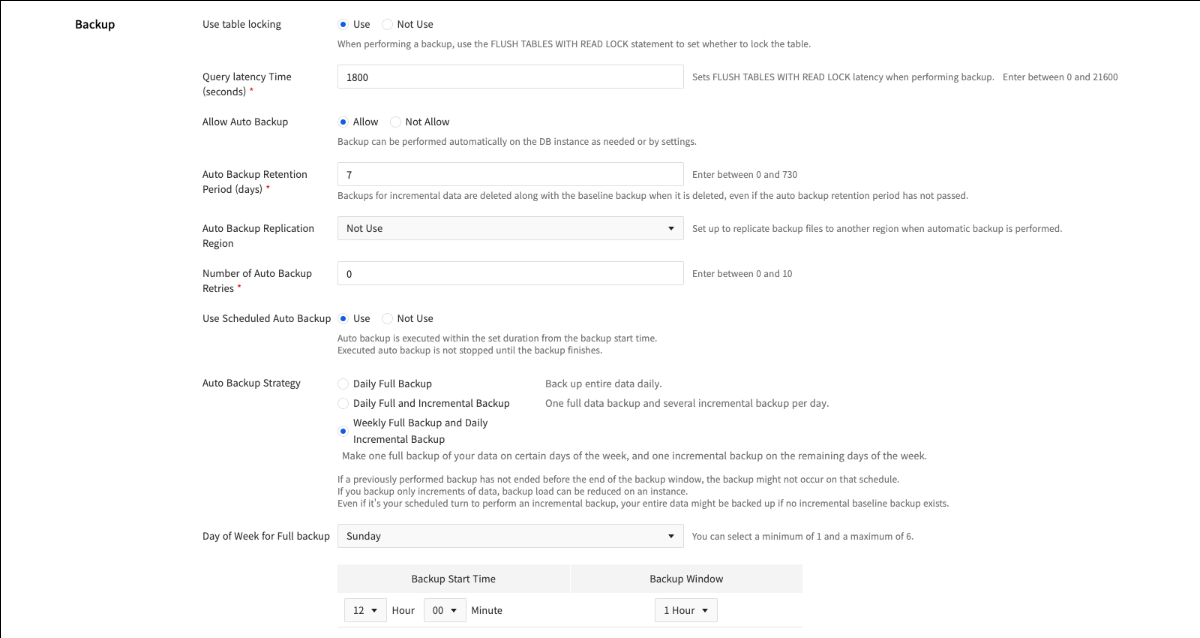 Backup
Use table locking
Use
Not Use
When performing a backup, use the FLUSH TABLES WITH READ LOCK statement to set whether to lock the table.
Query latency Time
(seconds) *
1800
Sets FLUSH TABLES WITH READ LOCK latency when performing backup. Enter between 0 and 21600
Allow Auto Backup
Allow
Not Allow
Backup can be performed automatically on the DB instance as needed or by settings.
Auto Backup Retention
Period (days) *
7
Enter between 0 and 730
Backups for incremental data are deleted along with the baseline backup when it is deleted, even if the auto backup retention period has not passed.
Auto Backup Replication
Region
Not Use
Set up to replicate backup files to another region when automatic backup is performed.
Number of Auto Backup
Retries *
0
Enter between 0 and 10
Use Scheduled Auto Backup
Use
Not Use
Auto backup is executed within the set duration from the backup start time.
Executed auto backup is not stopped until the backup finishes.
Auto Backup Strategy
Daily Full Backup
Back up entire data daily.
Daily Full and Incremental Backup
One full data backup and several incremental backup per day.
Weekly Full Backup and Daily
Incremental Backup
Make one full backup of your data on certain days of the week, and one incremental backup on the remaining days of the week.
If a previously performed backup has not ended before the end of the backup window, the backup might not occur on that schedule.
If you backup only increments of data, backup load can be reduced on an instance.
Even if it's your scheduled turn to perform an incremental backup, your entire data might be backed up if no incremental baseline backup exists.
Day of Week for Full backup
Sunday
You can select a minimum of 1 and a maximum of 6.
Backup Start Time
Backup Window
12
Hour
00
Minute
1 Hour